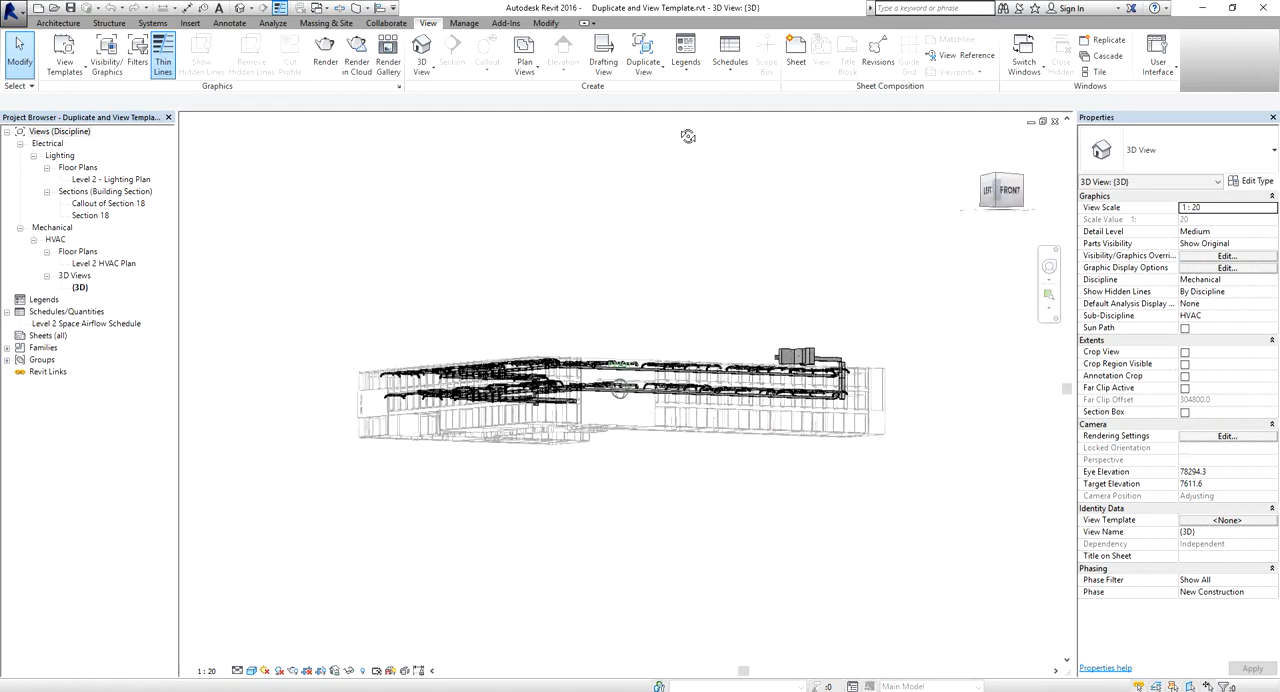 Autodesk Revit 2016 - Duplicate and View Template.rvt - 3D View: {3D}
Type a keyword or phrase
Sign In
Architecture Structure Systems Insert Annotate Analyze Massing & Site Collaborate View Manage Add-Ins Modify
Modify
View Templates
Visibility/ Graphics
Filters
Thin Lines
Show Hidden Lines
Remove Hidden Lines
Cut Profile
Render
Render in Cloud
Render Gallery
3D View
Section
Callout
Plan Views
Elevation
Drafting View
Duplicate View
Legends
Schedules
Scope Box
Sheet
View
Title Block
Revisions
Guide Grid
Matchline
View Reference
Viewports
Switch Windows
Close Hidden
Replicate
Cascade
Tile
User Interface
Select
Graphics
Create
Sheet Composition
Windows
Project Browser - Duplicate and View Templa...
Views (Discipline)
Electrical
Lighting
Floor Plans
Level 2 - Lighting Plan
Sections (Building Section)
Callout of Section 18
Section 18
Mechanical
HVAC
Floor Plans
Level 2 HVAC Plan
3D Views
{3D}
Legends
Schedules/Quantities
Level 2 Space Airflow Schedule
Sheets (all)
Families
Groups
Revit Links
LEFT FRONT
Properties
3D View
3D View: {3D}
Edit Type
Graphics
View Scale 1 : 20
Scale Value 1: 20
Detail Level Medium
Parts Visibility Show Original
Visibility/Graphics Overri... Edit...
Graphic Display Options Edit...
Discipline Mechanical
Show Hidden Lines By Discipline
Default Analysis Display ... None
Sub-Discipline HVAC
Sun Path
Extents
Crop View
Crop Region Visible
Annotation Crop
Far Clip Active
Far Clip Offset 304800.0
Section Box
Camera
Rendering Settings Edit...
Locked Orientation
Perspective
Eye Elevation 78294.3
Target Elevation 7611.6
Camera Position Adjusting
Identity Data
View Template <None>
View Name {3D}
Dependency Independent
Title on Sheet
Phasing
Phase Filter Show All
Phase New Construction
Properties help
Apply
1 : 20
:0
Main Model
:0